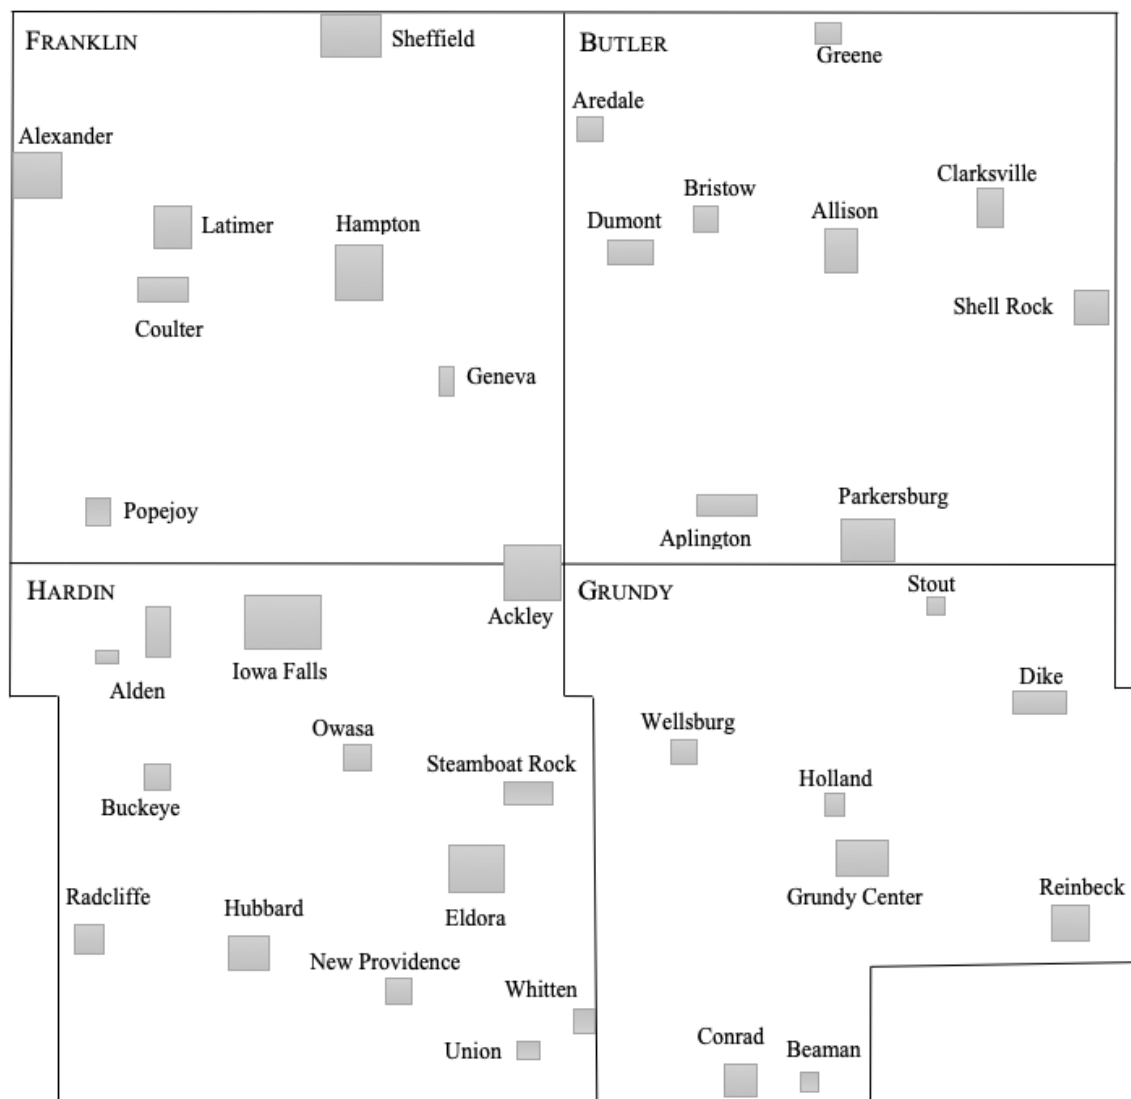 FRANKLIN
Sheffield
Alexander
Latimer
Hampton
Coulter
Geneva
Popejoy
BUTLER
Greene
Aredale
Clarksville
Bristow
Allison
Dumont
Shell Rock
Parkersburg
Aplington
HARDIN
Ackley
Iowa Falls
Alden
Owasa
Steamboat Rock
Buckeye
Radcliffe
Hubbard
Eldora
New Providence
Whitten
Union
GRUNDY
Stout
Dike
Wellsburg
Holland
Grundy Center
Reinbeck
Conrad
Beaman